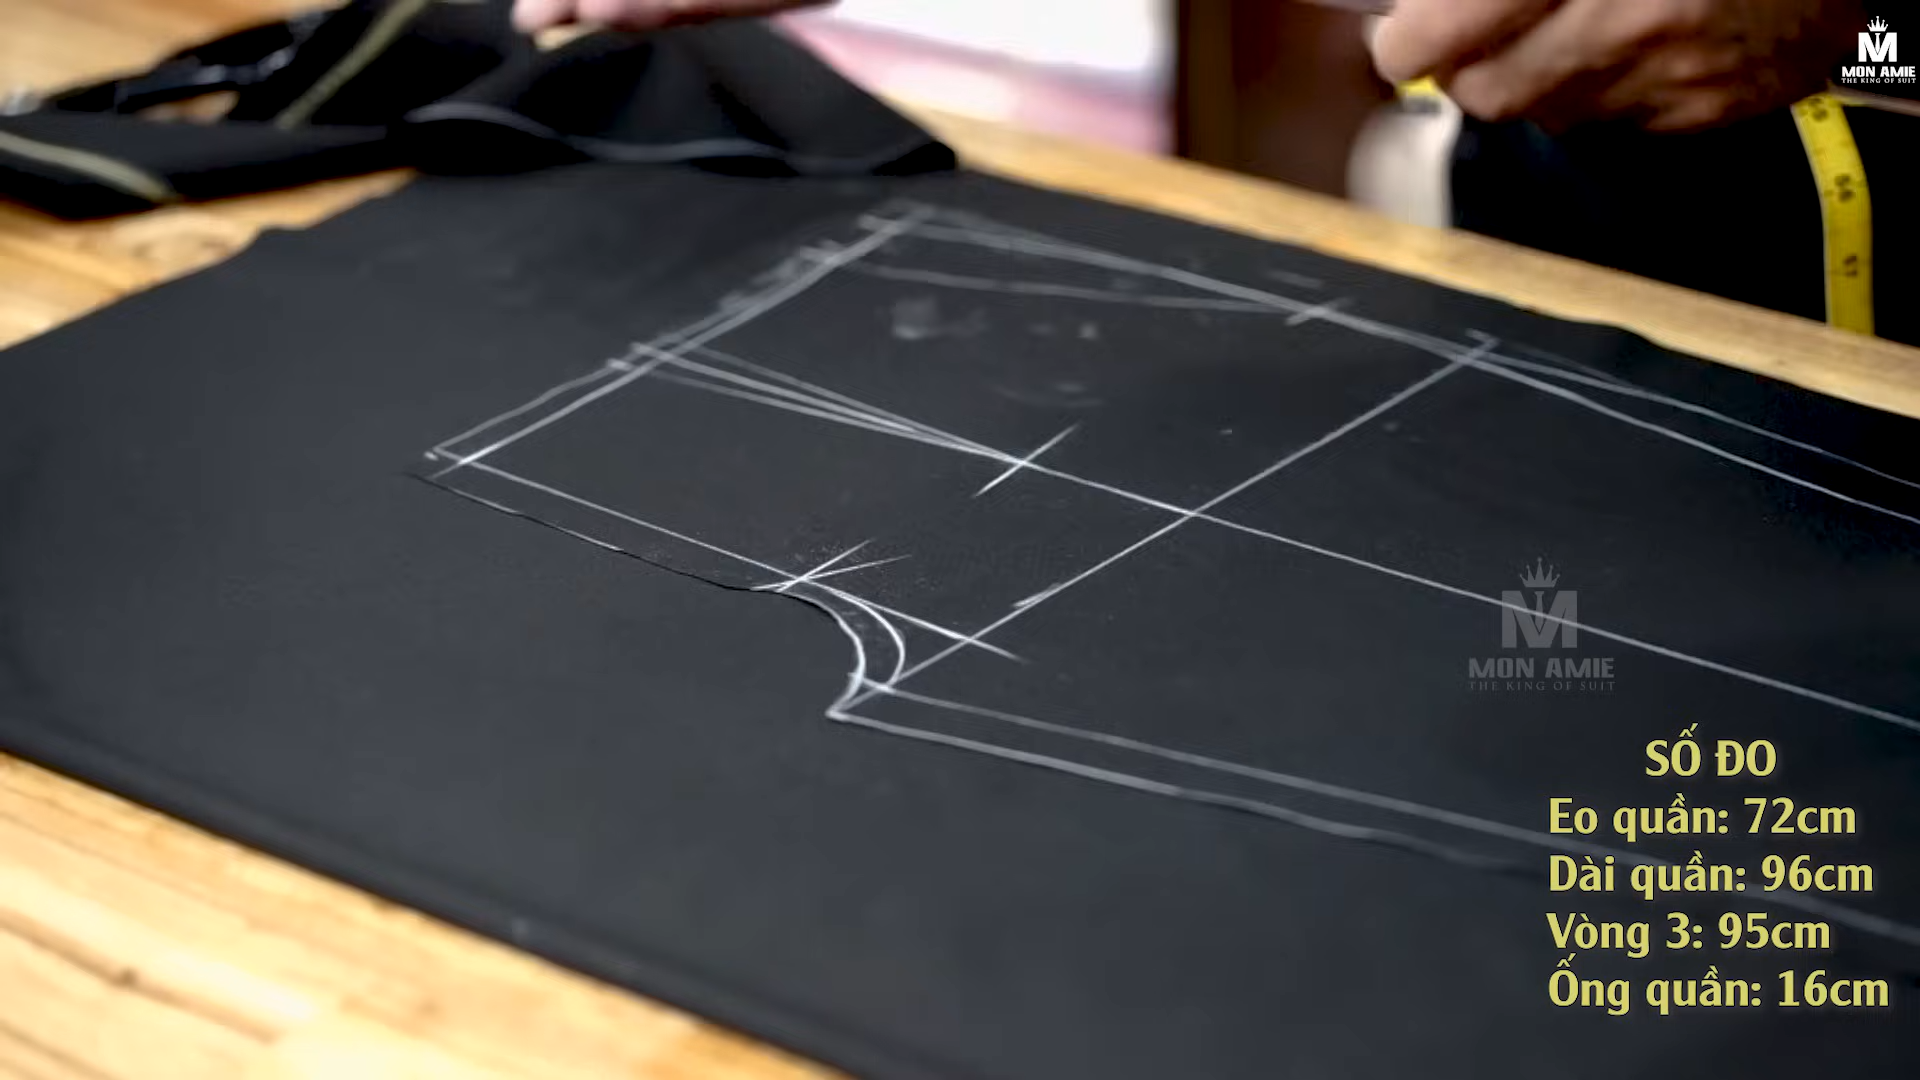 MON AMIE
THE KING OF SUIT
MON AMIE
THE KING OF SUIT
SỐ ĐO
Eo quần: 72cm
Dài quần: 96cm
Vòng 3: 95cm
Ống quần: 16cm